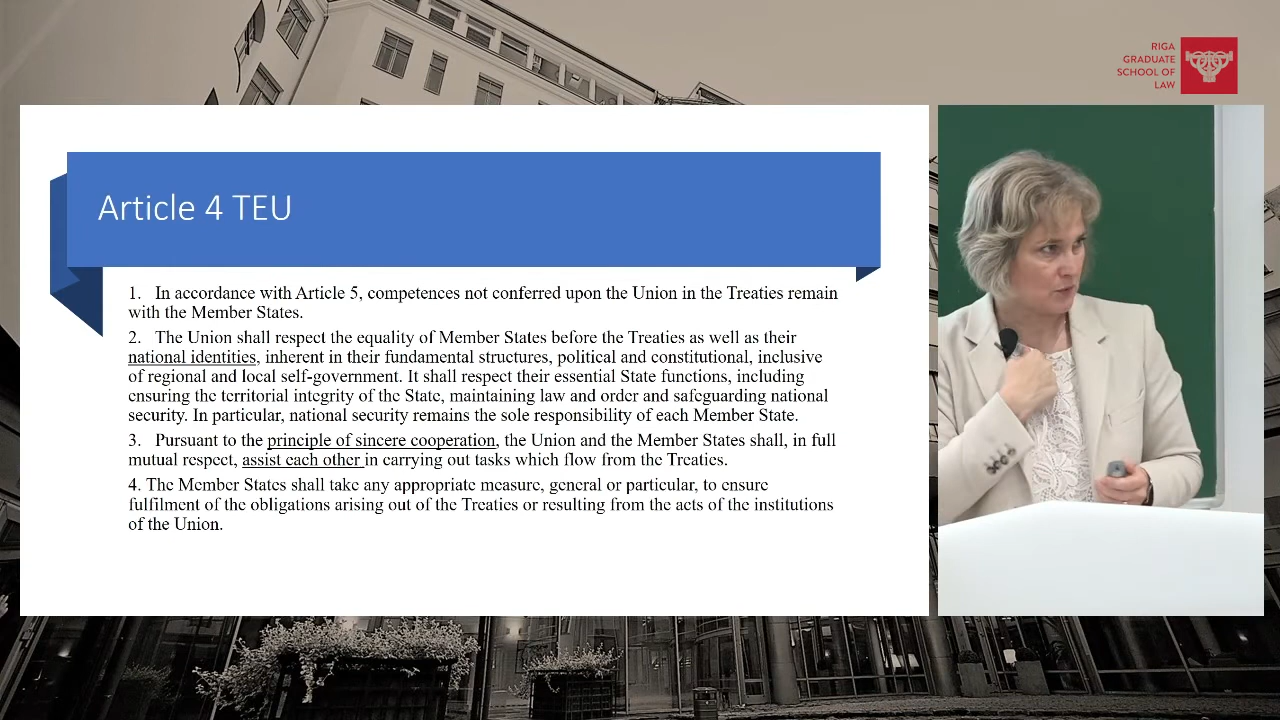 RIGA
GRADUATE
SCHOOL OF
LAW
Article 4 TEU
1. In accordance with Article 5, competences not conferred upon the Union in the Treaties remain
with the Member States.
2. The Union shall respect the equality of Member States before the Treaties as well as their
national identities, inherent in their fundamental structures, political and constitutional, inclusive
of regional and local self-government. It shall respect their essential State functions, including
ensuring the territorial integrity of the State, maintaining law and order and safeguarding national
security. In particular, national security remains the sole responsibility of each Member State.
3. Pursuant to the principle of sincere cooperation, the Union and the Member States shall, in full
mutual respect, assist each other in carrying out tasks which flow from the Treaties.
4. The Member States shall take any appropriate measure, general or particular, to ensure
fulfilment of the obligations arising out of the Treaties or resulting from the acts of the institutions
of the Union.